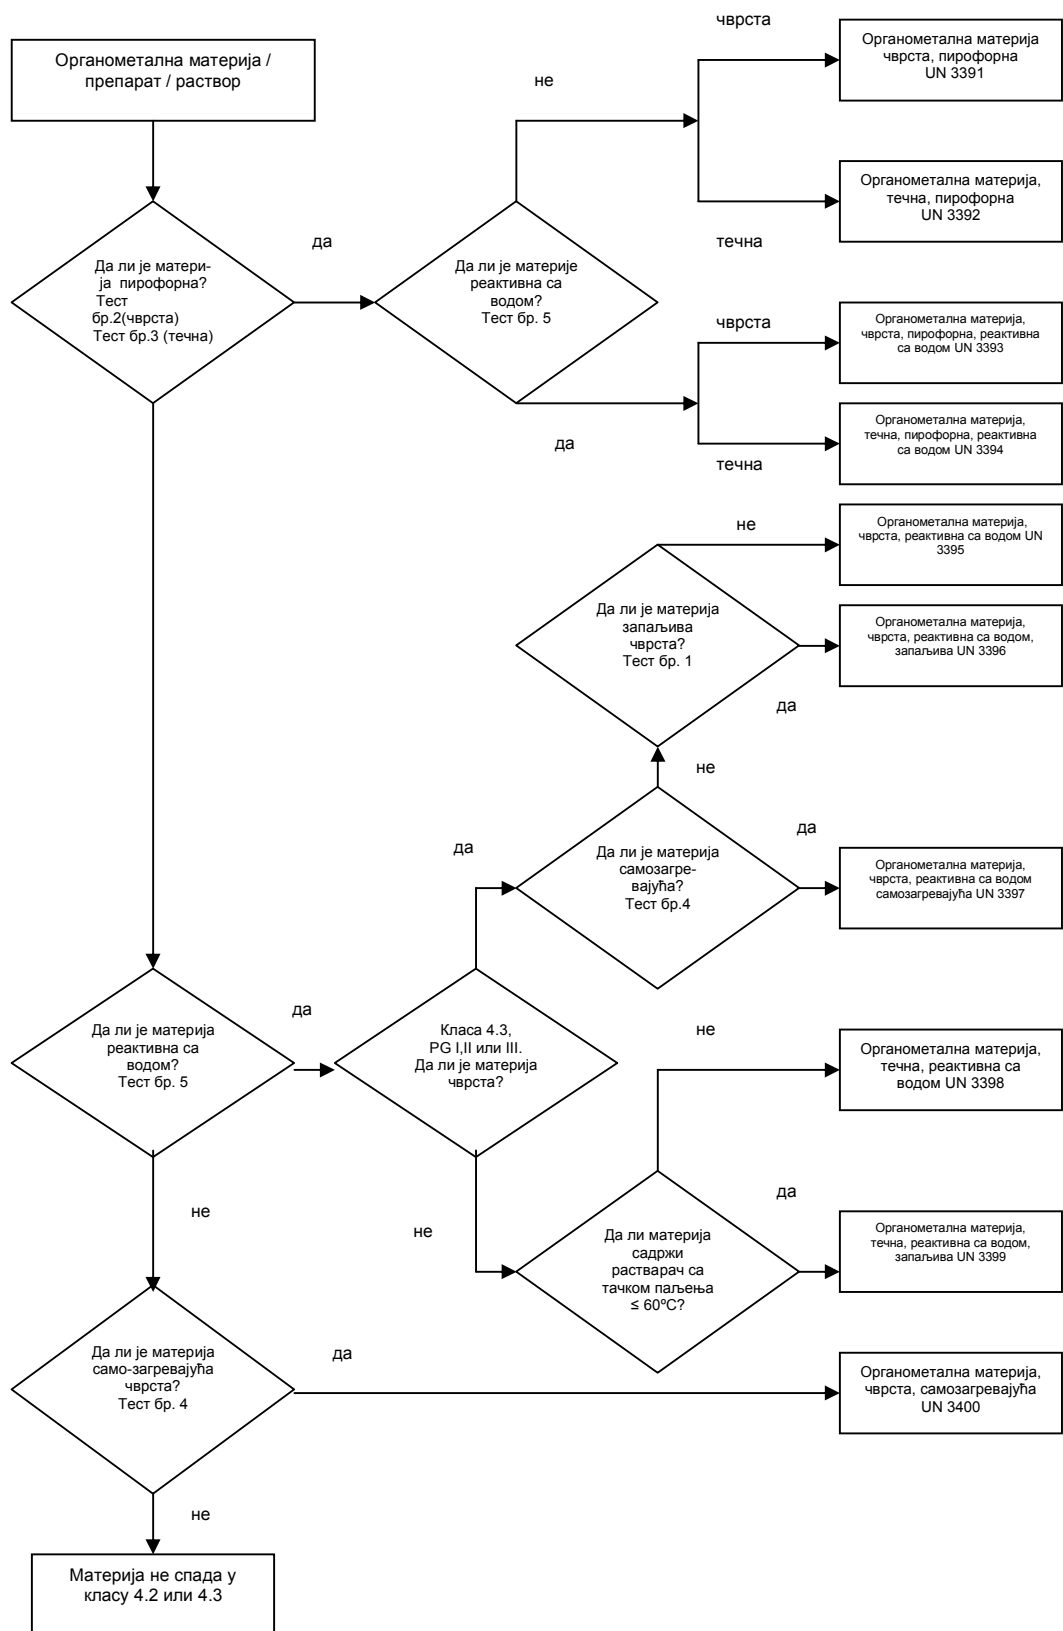 чврста
Органометална материја /
препарат / раствор
Органометална материја
чврста, пирофорна
UN 3391
не
Органометална материја,
течна, пирофорна
UN 3392
да
течна
Да ли је матери-
ја пирофорна?
Тест
бр.2(чврста)
Тест бр.3 (течна)
Да ли је материје
реактивна са
водом?
Тест бр. 5
чврста
Органометална материја,
чврста, пирофорна, реактивна
са водом UN 3393
да
Органометална материја,
течна, пирофорна, реактивна
са водом UN 3394
течна
не
Органометална материја,
чврста, реактивна са водом UN
3395
Да ли је материја
запаљива
чврста?
Тест бр. 1
Органометална материја,
чврста, реактивна са водом,
запаљива UN 3396
да
не
да
да
Да ли је материја
самозагре-
вајућа?
Тест бр.4
Органометална материја,
чврста, реактивна са водом
самозагревајућа UN 3397
да
Да ли је материја
реактивна са
водом?
Тест бр. 5
Класа 4.3,
PG I,II или III.
Да ли је материја
чврста?
не
Органометална материја,
течна, реактивна са
водом UN 3398
не
не
да
Да ли материја
садржи
растварач са
тачком паљења
≤ 60ºC?
Органометална материја,
течна, реактивна са водом,
запаљива UN 3399
Да ли је материја
само-загревајућа
чврста?
Тест бр. 4
да
Органометална материја,
чврста, самозагревајућа
UN 3400
не
Материја не спада у
класу 4.2 или 4.3